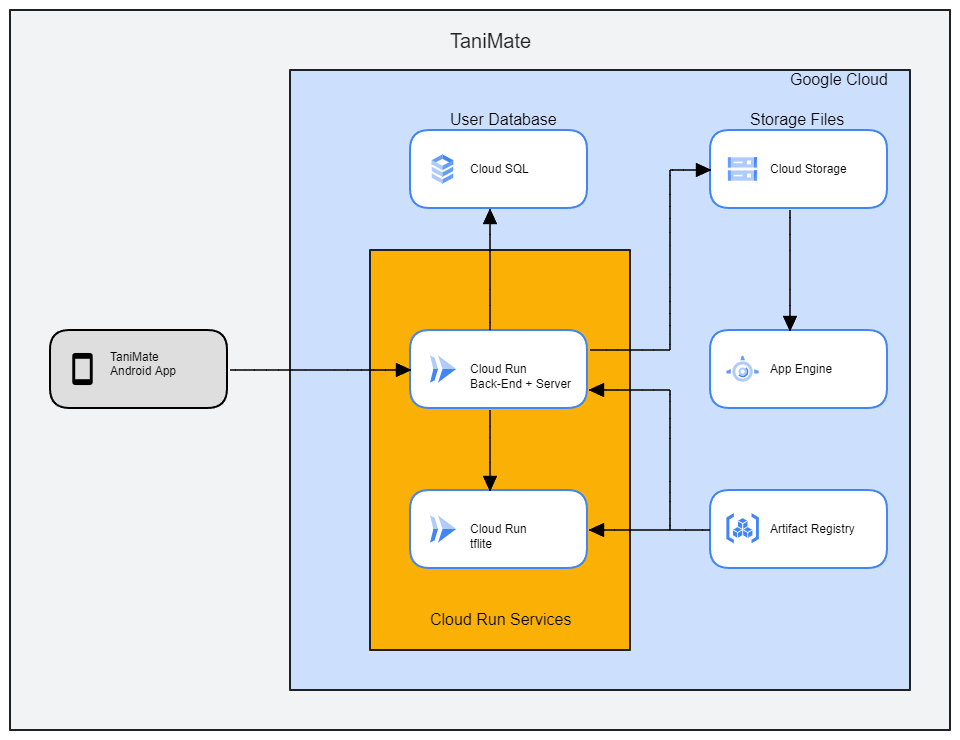 TaniMate
Google Cloud
User Database
Storage Files
Cloud SQL
Cloud Storage
TaniMate
Android App
Cloud Run
Back-End + Server
App Engine
Cloud Run
tflite
Artifact Registry
Cloud Run Services